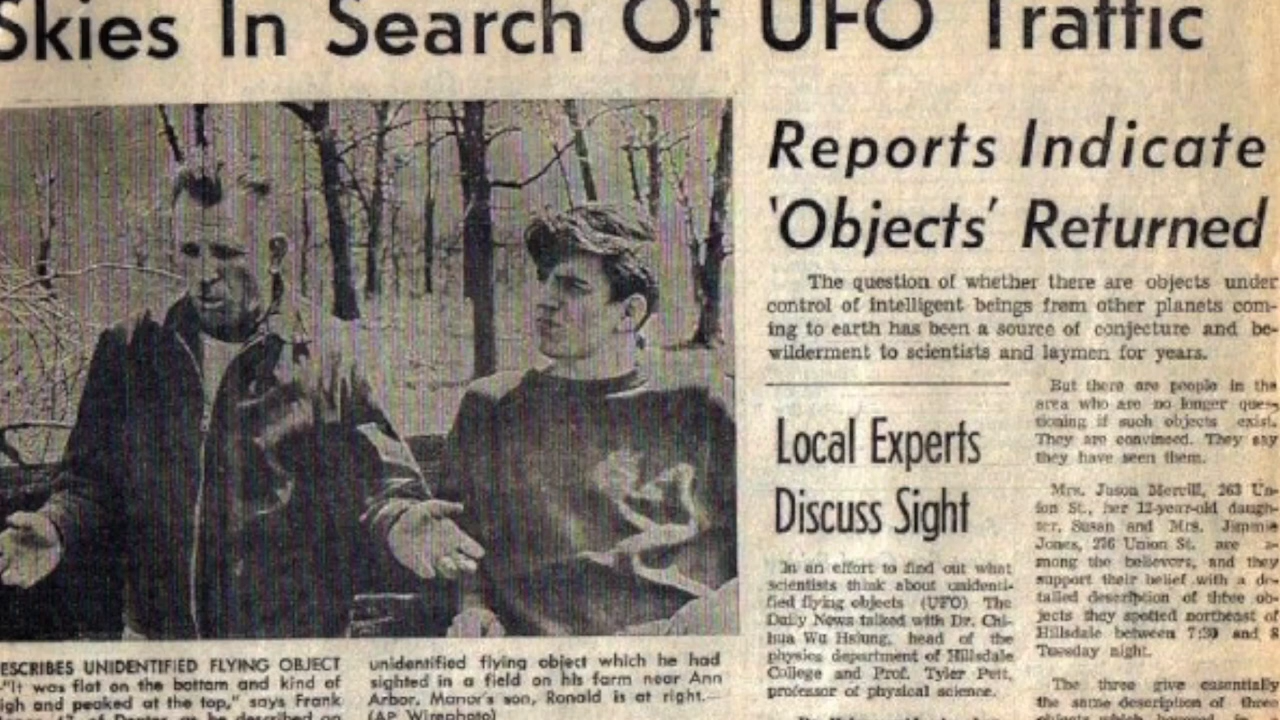 Skies In Search Of UFO Traffic
Reports Indicate
'Objects' Returned
The question of whether there are objects under
control of intelligent beings from other planets com-
ing to earth has been a source of conjecture and be-
wilderment to scientists and laymen for years.
Local Experts
Discuss Sight
In an effort to find out what
scientists think about unidenti-
fied flying objects (UFO) The
Daily News talked with Dr. Chi-
hua Wu Hsiung, head of the
physics department of Hillsdale
College and Prof. Tyler Pett,
professor of physical science.
But there are people in the
area who are no longer ques-
tioning if such objects exist.
They are convinced. They say
they have seen them.
Mrs. Jason Merrill, 263 Un-
ion St., her 12-year-old daugh-
ter, Susan and Mrs. Jimmie
Jones, 276 Union St. are a-
mong the believers, and they
support their belief with a de-
tailed description of three ob-
jects they spotted northeast of
Hillsdale between 7:30 and 8
Tuesday night.
The three give essentially
the same description of three
objects which
ESCRIBES UNIDENTIFIED FLYING OBJECT
"It was flat on the bottom and kind of
igh and peaked at the top," says Frank
47, of Dexter, as he described an
unidentified flying object which he had
sighted in a field on his farm near Ann
Arbor. Manor's son, Ronald is at right.—
(AP Wirephoto)